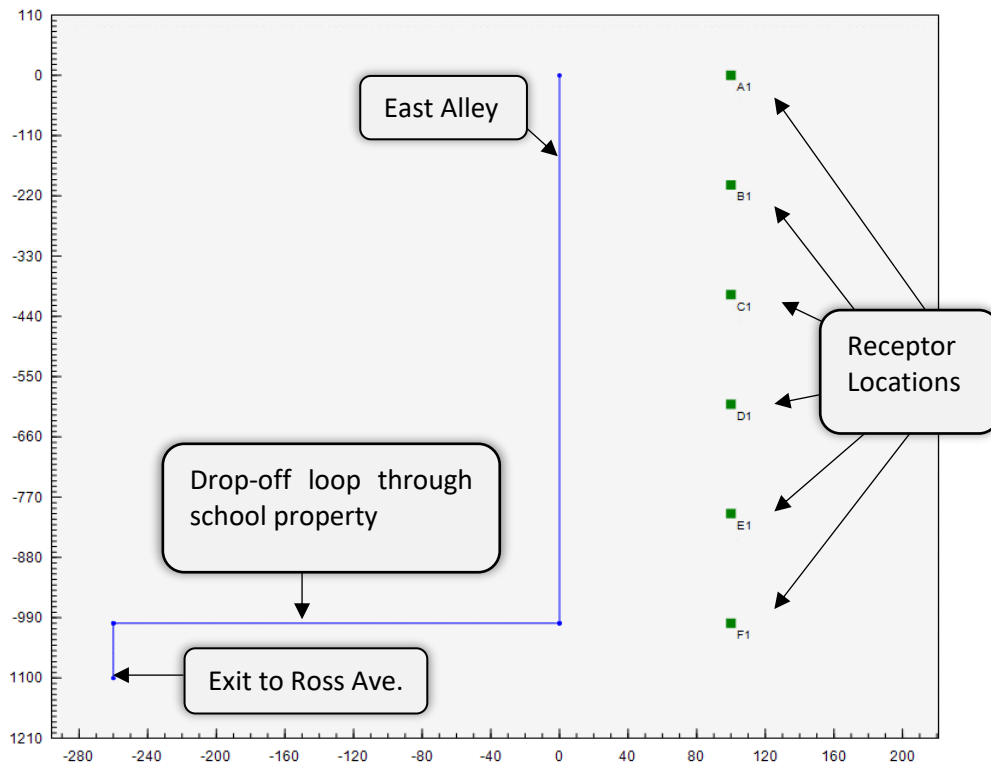 110
0
-110
-220
-330
-440
-550
-660
-770
-880
-990
1100
1210
East Alley
A1
B1
C1
D1
E1
F1
Receptor
Locations
Drop-off loop through
school property
Exit to Ross Ave.
-280 -240 -200 -160 -120 -80 -40 0 40 80 120 160 200